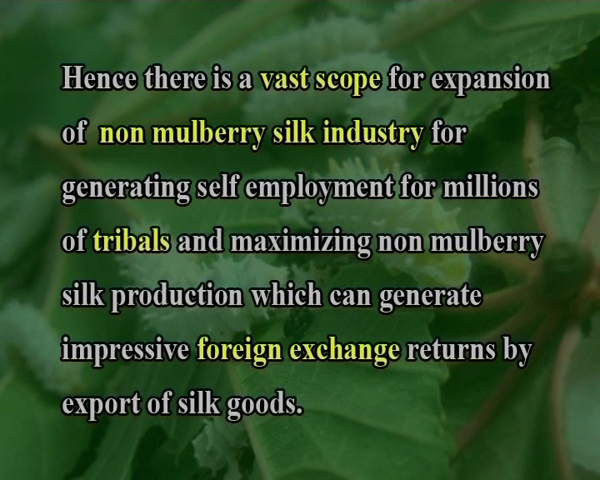 Hence there is a vast scope for expansion
of non mulberry silk industry for
generating self employment for millions
of tribals and maximizing non mulberry
silk production which can generate
impressive foreign exchange returns by
export of silk goods.